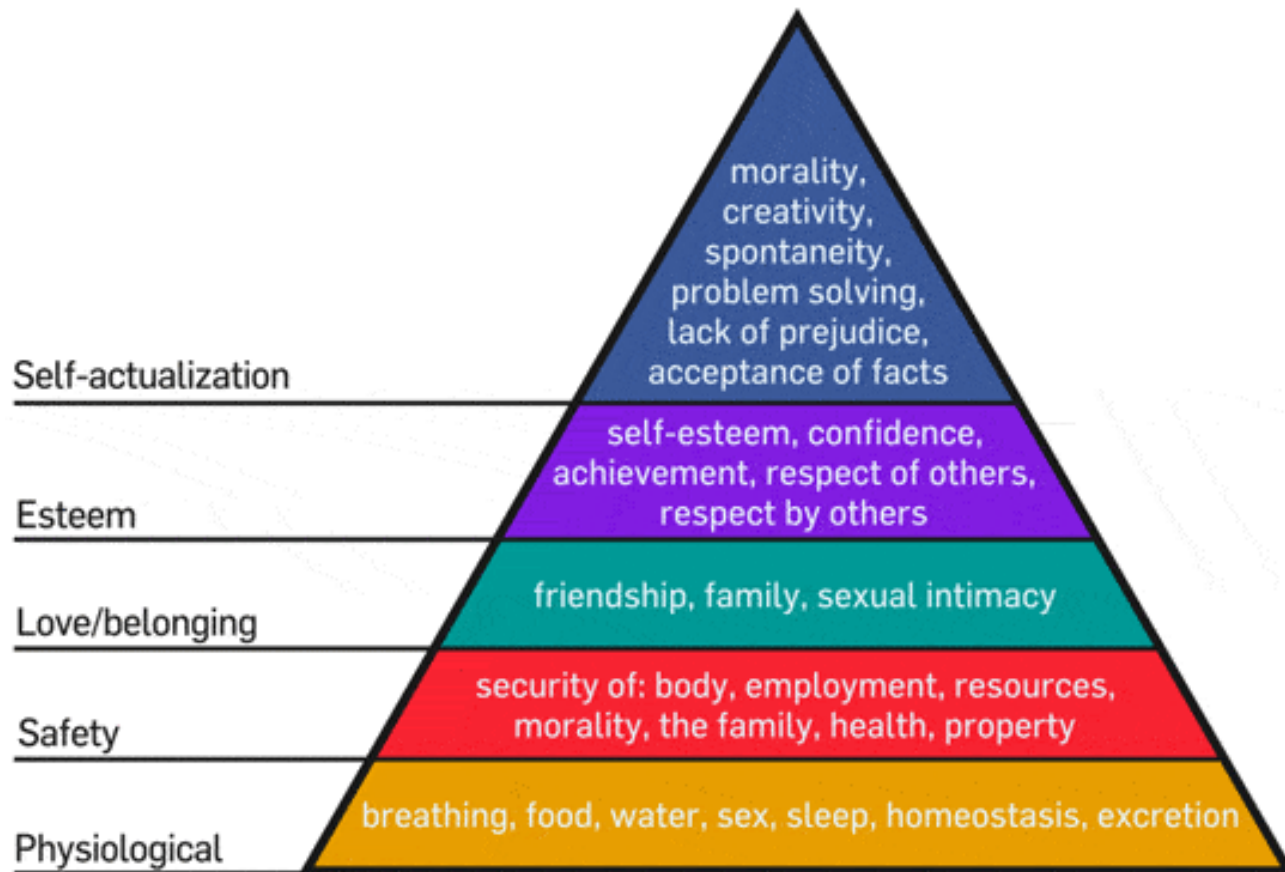 morality,
creativity,
spontaneity,
problem solving,
lack of prejudice,
acceptance of facts
Self-actualization
self-esteem, confidence,
achievement, respect of others,
respect by others
Esteem
friendship, family, sexual intimacy
Love/belonging
security of: body, employment, resources,
morality, the family, health, property
Safety
breathing, food, water, sex, sleep, homeostasis, excretion
Physiological